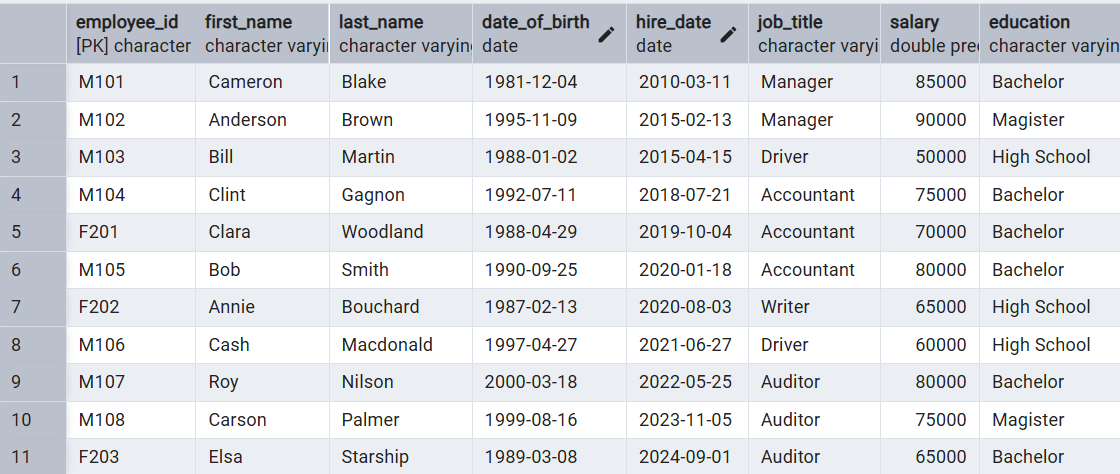 employee_id first_name last_name date_of_birth hire_date job_title salary education
[PK] character character varyi character varying date date character varyi double pre character varyin
1 M101 Cameron Blake 1981-12-04 2010-03-11 Manager 85000 Bachelor
2 M102 Anderson Brown 1995-11-09 2015-02-13 Manager 90000 Magister
3 M103 Bill Martin 1988-01-02 2015-04-15 Driver 50000 High School
4 M104 Clint Gagnon 1992-07-11 2018-07-21 Accountant 75000 Bachelor
5 F201 Clara Woodland 1988-04-29 2019-10-04 Accountant 70000 Bachelor
6 M105 Bob Smith 1990-09-25 2020-01-18 Accountant 80000 Bachelor
7 F202 Annie Bouchard 1987-02-13 2020-08-03 Writer 65000 High School
8 M106 Cash Macdonald 1997-04-27 2021-06-27 Driver 60000 High School
9 M107 Roy Nilson 2000-03-18 2022-05-25 Auditor 80000 Bachelor
10 M108 Carson Palmer 1999-08-16 2023-11-05 Auditor 75000 Magister
11 F203 Elsa Starship 1989-03-08 2024-09-01 Auditor 65000 Bachelor